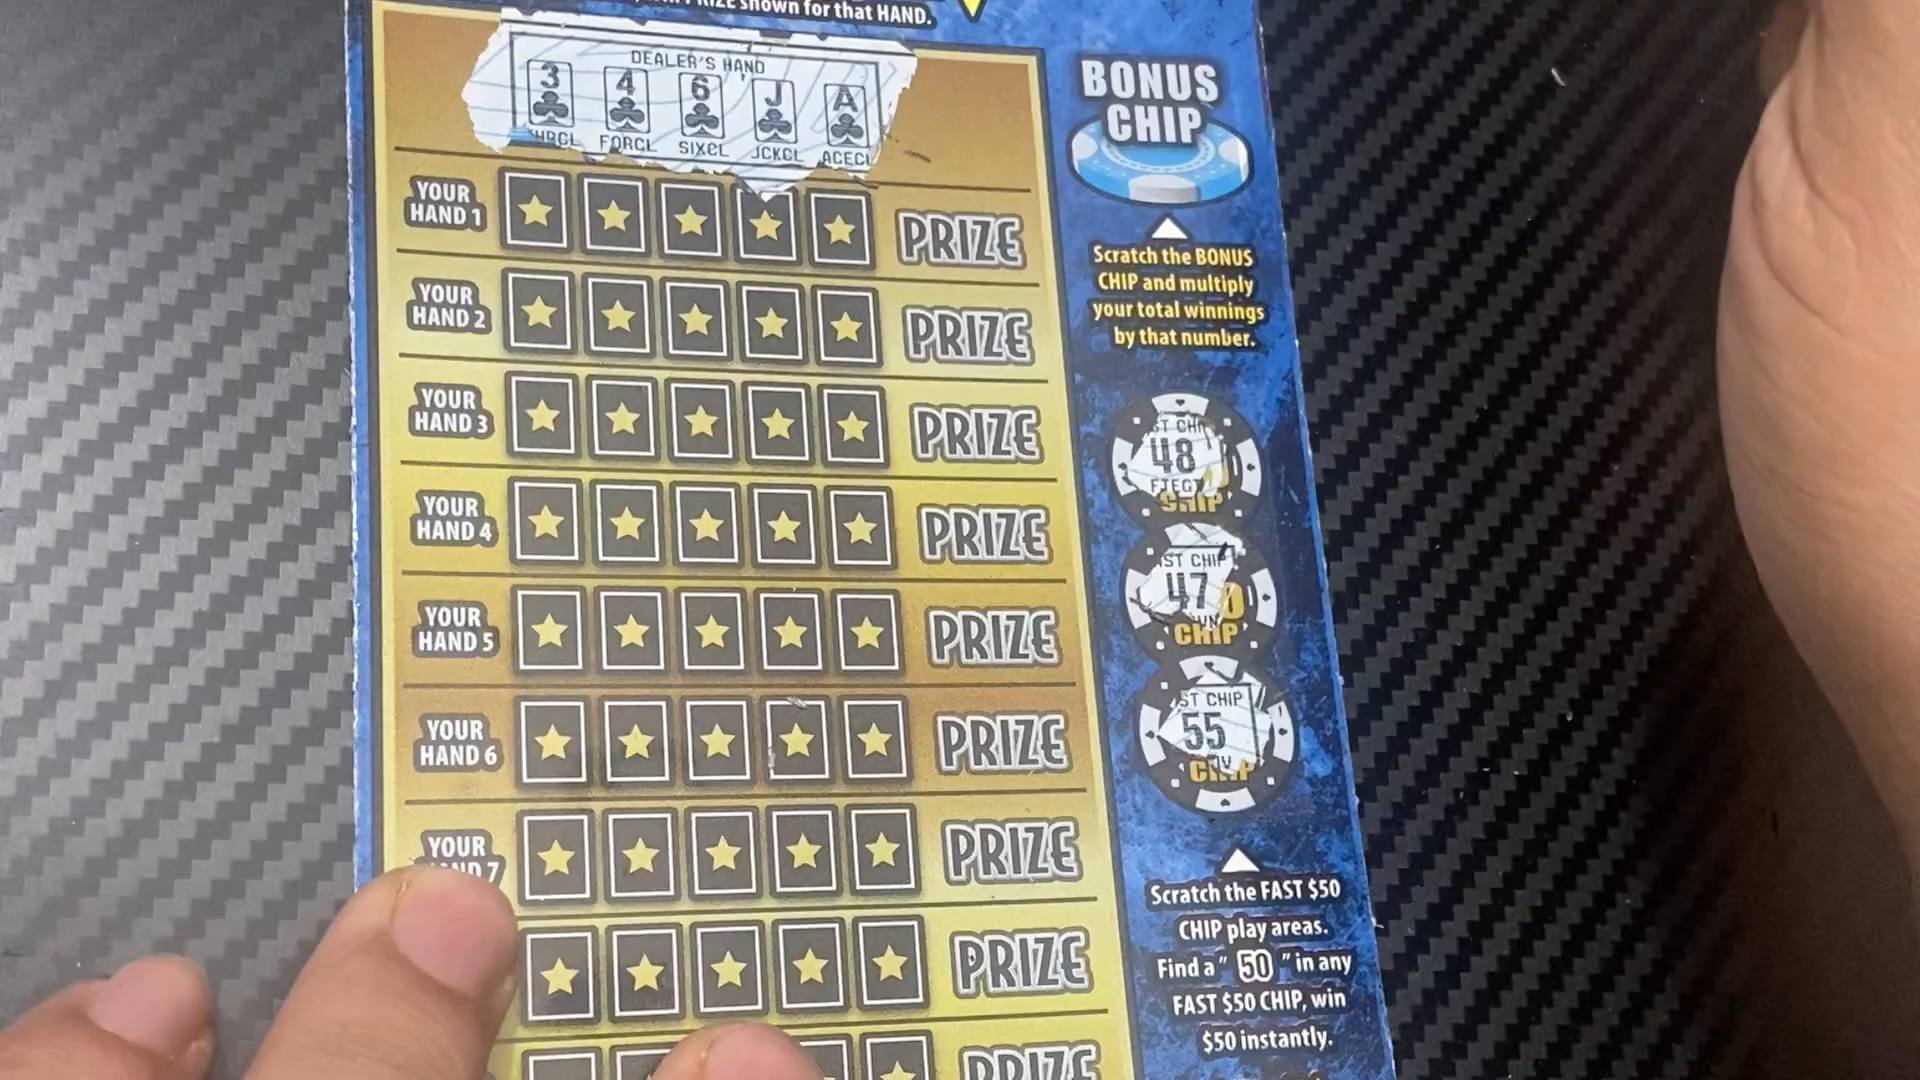 PRIZE shown for that HAND.
DEALER'S HAND
3 4 6 J A
FORCL SIXCL JCKCL ACECL
YOUR HAND 1
PRIZE
YOUR HAND 2
PRIZE
YOUR HAND 3
PRIZE
YOUR HAND 4
PRIZE
YOUR HAND 5
PRIZE
YOUR HAND 6
PRIZE
YOUR
PRIZE
PRIZE
PRIZE
BONUS
CHIP
Scratch the BONUS
CHIP and multiply
your total winnings
by that number.
48
ST CHIP
47
CHIP
ST CHIP
55
Scratch the FAST $50
CHIP play areas.
Find a " 50 " in any
FAST $50 CHIP, win
$50 instantly.